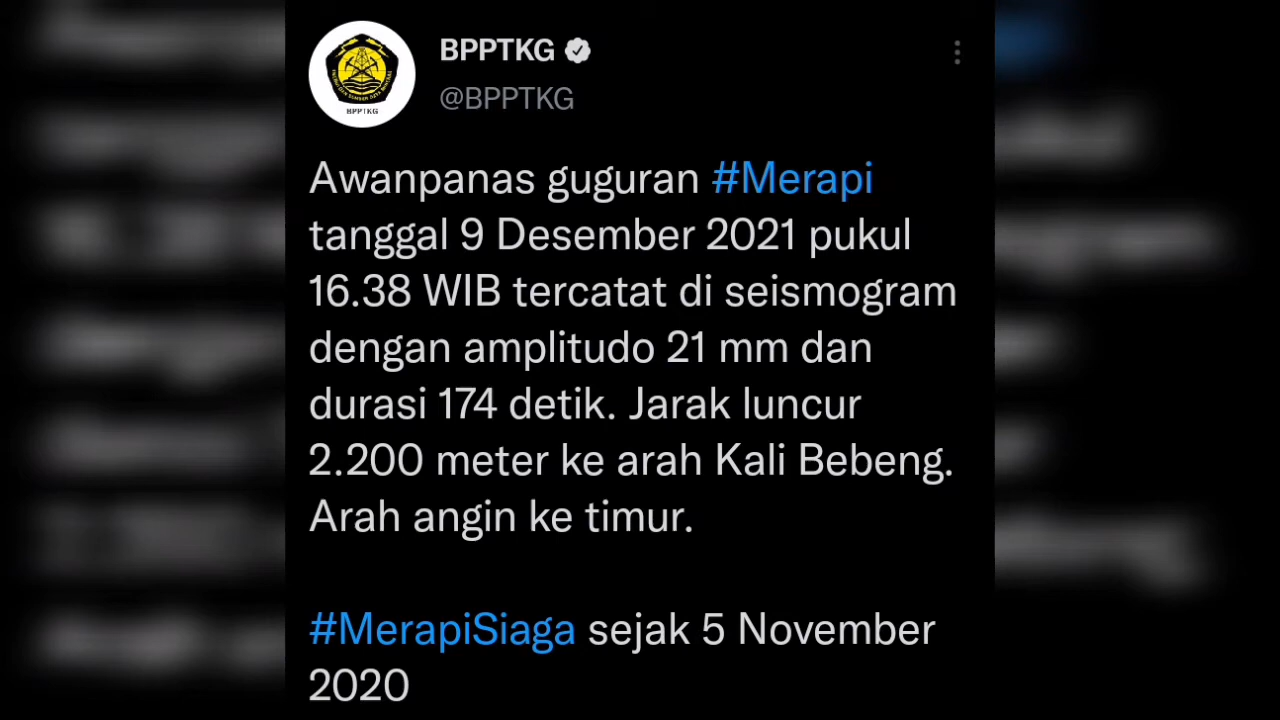 BPPTKG
@BPPTKG
BPPTKG
Awanpanas guguran #Merapi
tanggal 9 Desember 2021 pukul
16.38 WIB tercatat di seismogram
dengan amplitudo 21 mm dan
durasi 174 detik. Jarak luncur
2.200 meter ke arah Kali Bebeng.
Arah angin ke timur.
#MerapiSiaga sejak 5 November
2020